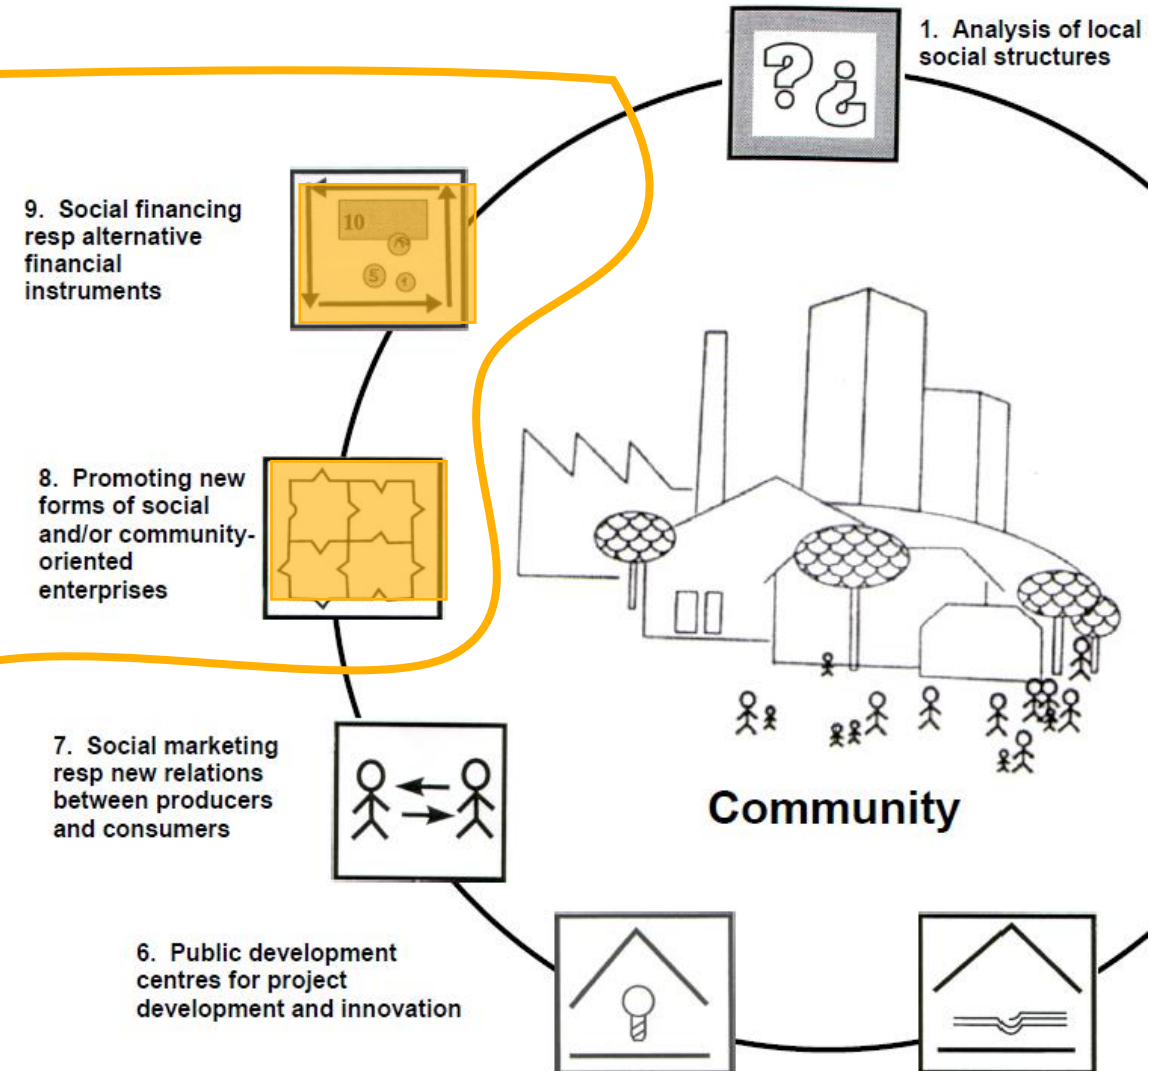 1. Analysis of local
social structures
9. Social financing
resp alternative
financial
instruments
10
5
1
8. Promoting new
forms of social
and/or community-
oriented
enterprises
7. Social marketing
resp new relations
between producers
and consumers
Community
6. Public development
centres for project
development and innovation